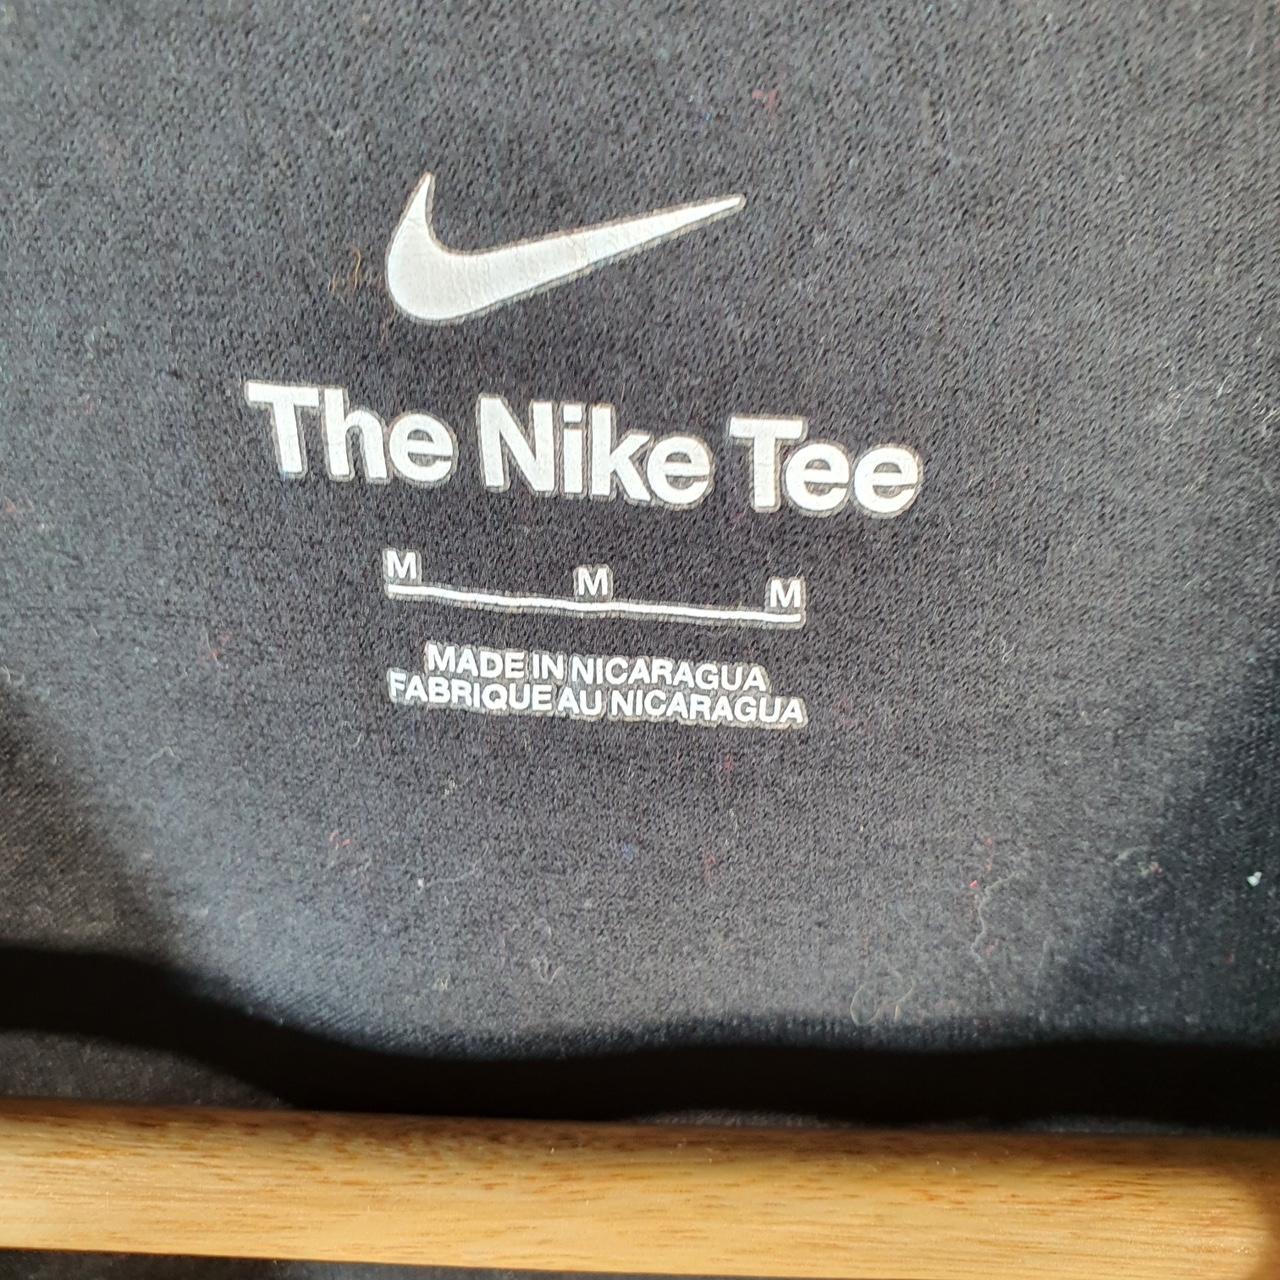 The Nike Tee
M M M
MADE IN NICARAGUA
FABRIQUE AU NICARAGUA